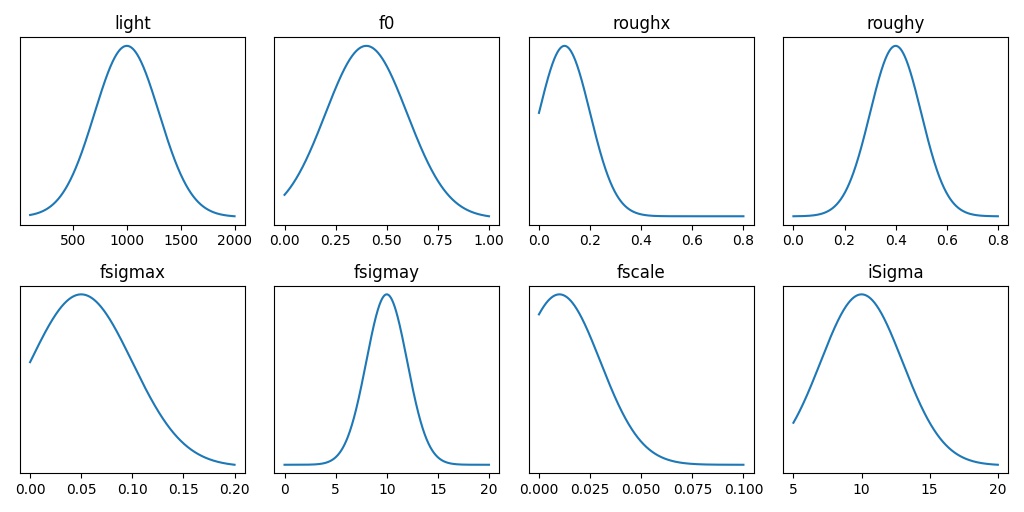 light f0 roughx roughy
500 1000 1500 2000 0.00 0.25 0.50 0.75 1.00 0.0 0.2 0.4 0.6 0.8 0.0 0.2 0.4 0.6 0.8
fsigmax fsigmay fscale iSigma
0.00 0.05 0.10 0.15 0.20 0 5 10 15 20 0.000 0.025 0.050 0.075 0.100 5 10 15 20